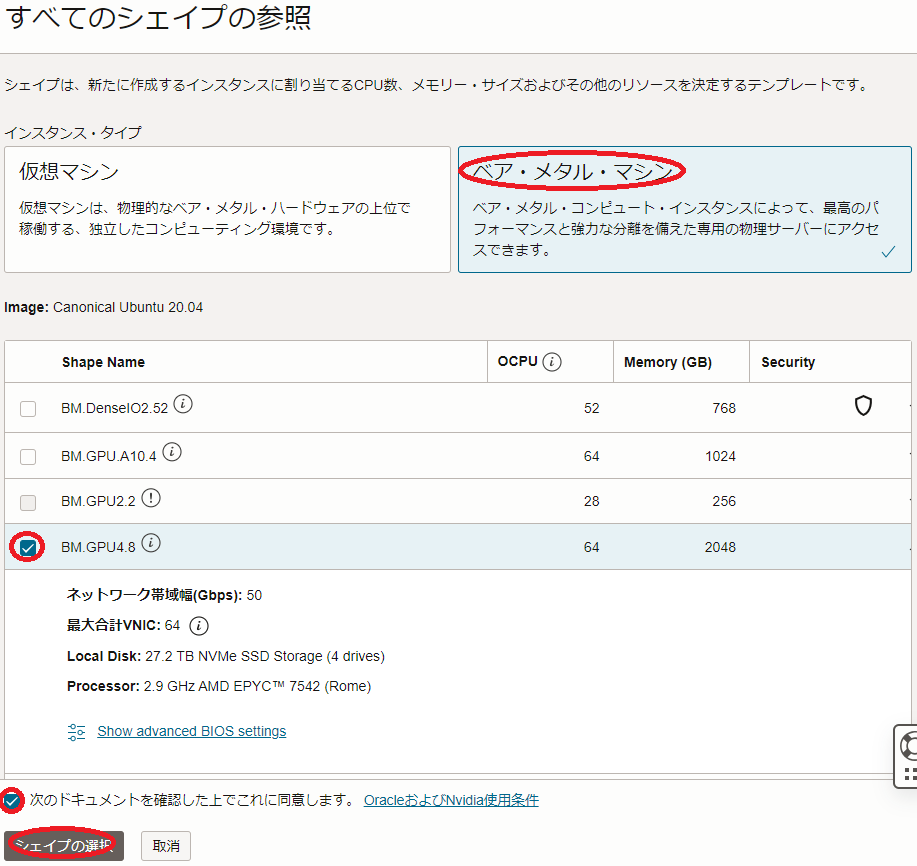 すべてのシェイプの参照
シェイプは、新たに作成するインスタンスに割り当てるCPU数、メモリー・サイズおよびその他のリソースを決定するテンプレートです。
インスタンス・タイプ
仮想マシン
仮想マシンは、物理的なベア・メタル・ハードウェアの上位で
稼働する、独立したコンピューティング環境です。
ベア・メタル・マシン
ベア・メタル・コンピュート・インスタンスによって、最高のパ
フォーマンスと強力な分離を備えた専用の物理サーバーにアクセ
スできます。
Image: Canonical Ubuntu 20.04
Shape Name OCPU Memory (GB) Security
BM.DenseIO2.52 52 768
BM.GPU.A10.4 64 1024
BM.GPU2.2 28 256
BM.GPU4.8 64 2048
ネットワーク帯域幅(Gbps): 50
最大合計VNIC: 64
Local Disk: 27.2 TB NVMe SSD Storage (4 drives)
Processor: 2.9 GHz AMD EPYC™ 7542 (Rome)
Show advanced BIOS settings
次のドキュメントを確認した上でこれに同意します。 OracleおよびNvidia使用条件
シェイプの選択 取消